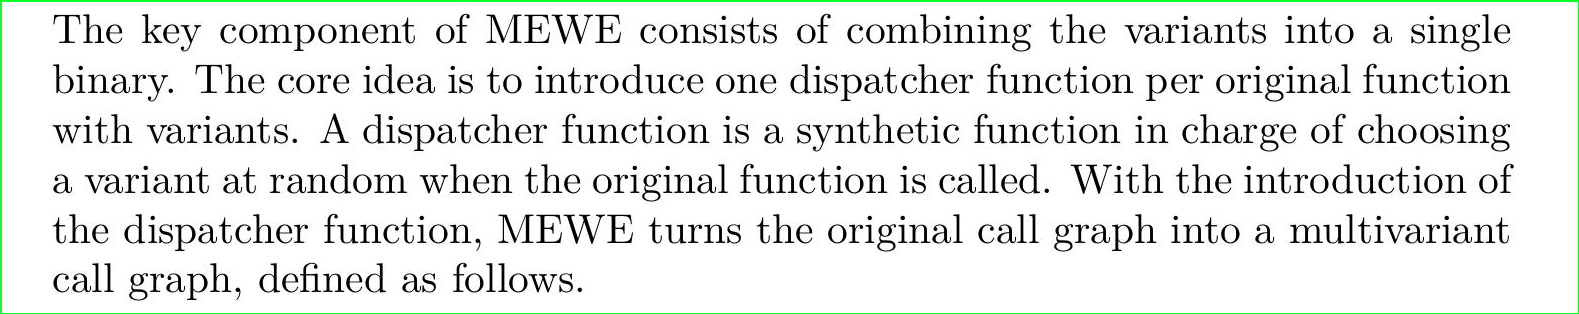 The key component of MEWE consists of combining the variants into a single
binary. The core idea is to introduce one dispatcher function per original function
with variants. A dispatcher function is a synthetic function in charge of choosing
a variant at random when the original function is called. With the introduction of
the dispatcher function, MEWE turns the original call graph into a multivariant
call graph, defined as follows.